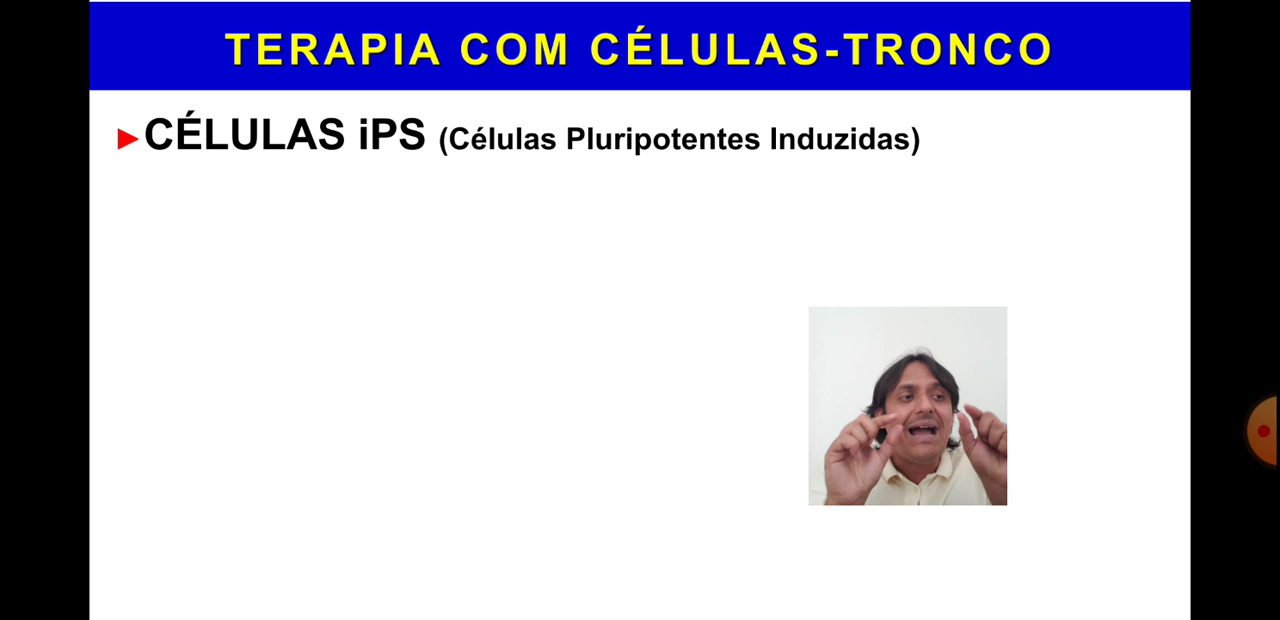 TERAPIA COM CÉLULAS-TRONCO
►CÉLULAS iPS (Células Pluripotentes Induzidas)